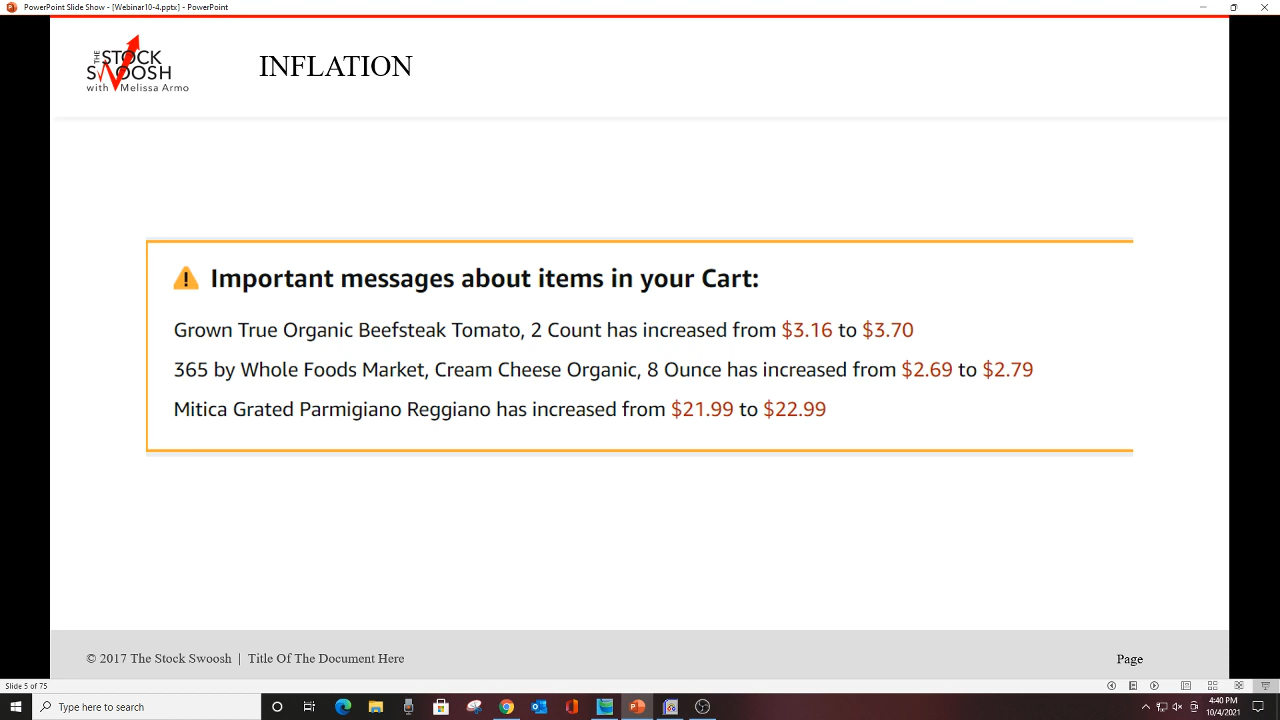 PowerPoint Slide Show - [Webinar10-4.pptx] - PowerPoint
THE STOCK
SWOOSH
with Melissa Armo
INFLATION
Important messages about items in your Cart:
Grown True Organic Beefsteak Tomato, 2 Count has increased from $3.16 to $3.70
365 by Whole Foods Market, Cream Cheese Organic, 8 Ounce has increased from $2.69 to $2.79
Mitica Grated Parmigiano Reggiano has increased from $21.99 to $22.99
© 2017 The Stock Swoosh | Title Of The Document Here
Page
Slide 5 of 75
Type here to search
4:40 PM
10/4/2021